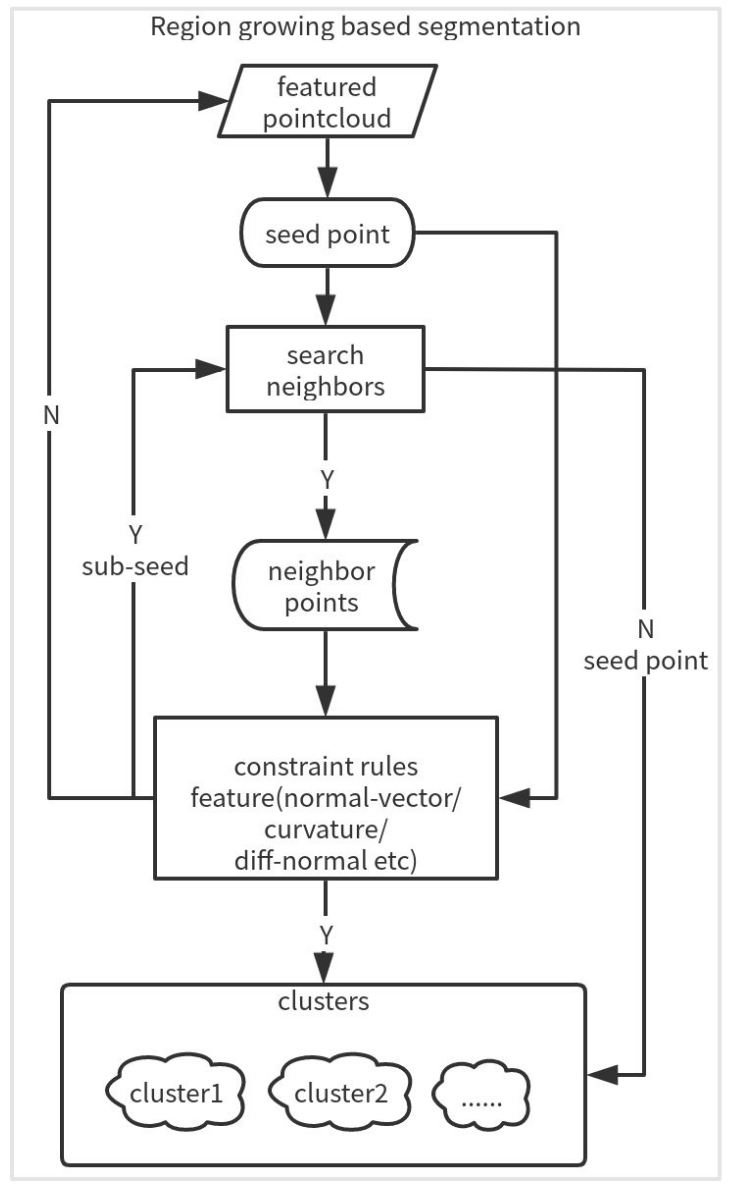 Region growing based segmentation
featured
pointcloud
seed point
search
neighbors
N
Y
Y
sub-seed
neighbor
points
N
seed point
constraint rules
feature(normal-vector/
curvature/
diff-normal etc)
Y
clusters
cluster1
cluster2
......